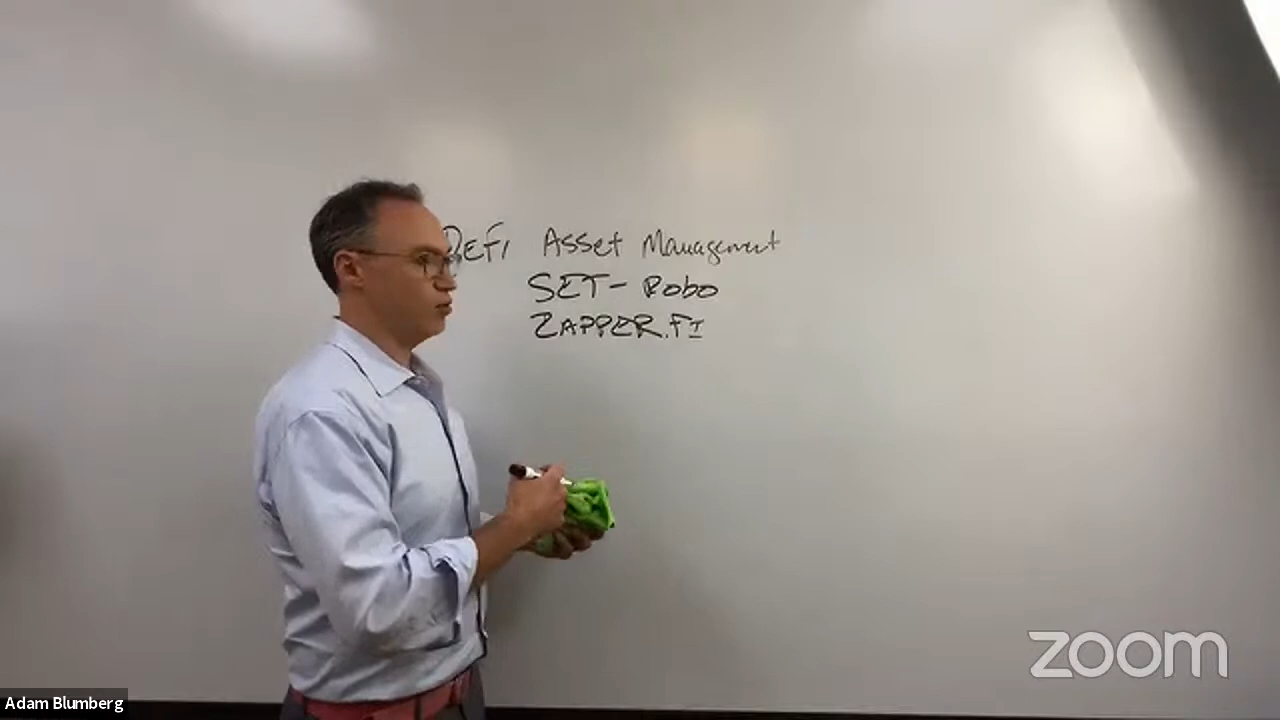 DEFI Asset Management
SET- Robo
ZAPPER.FI
zoom
Adam Blumberg